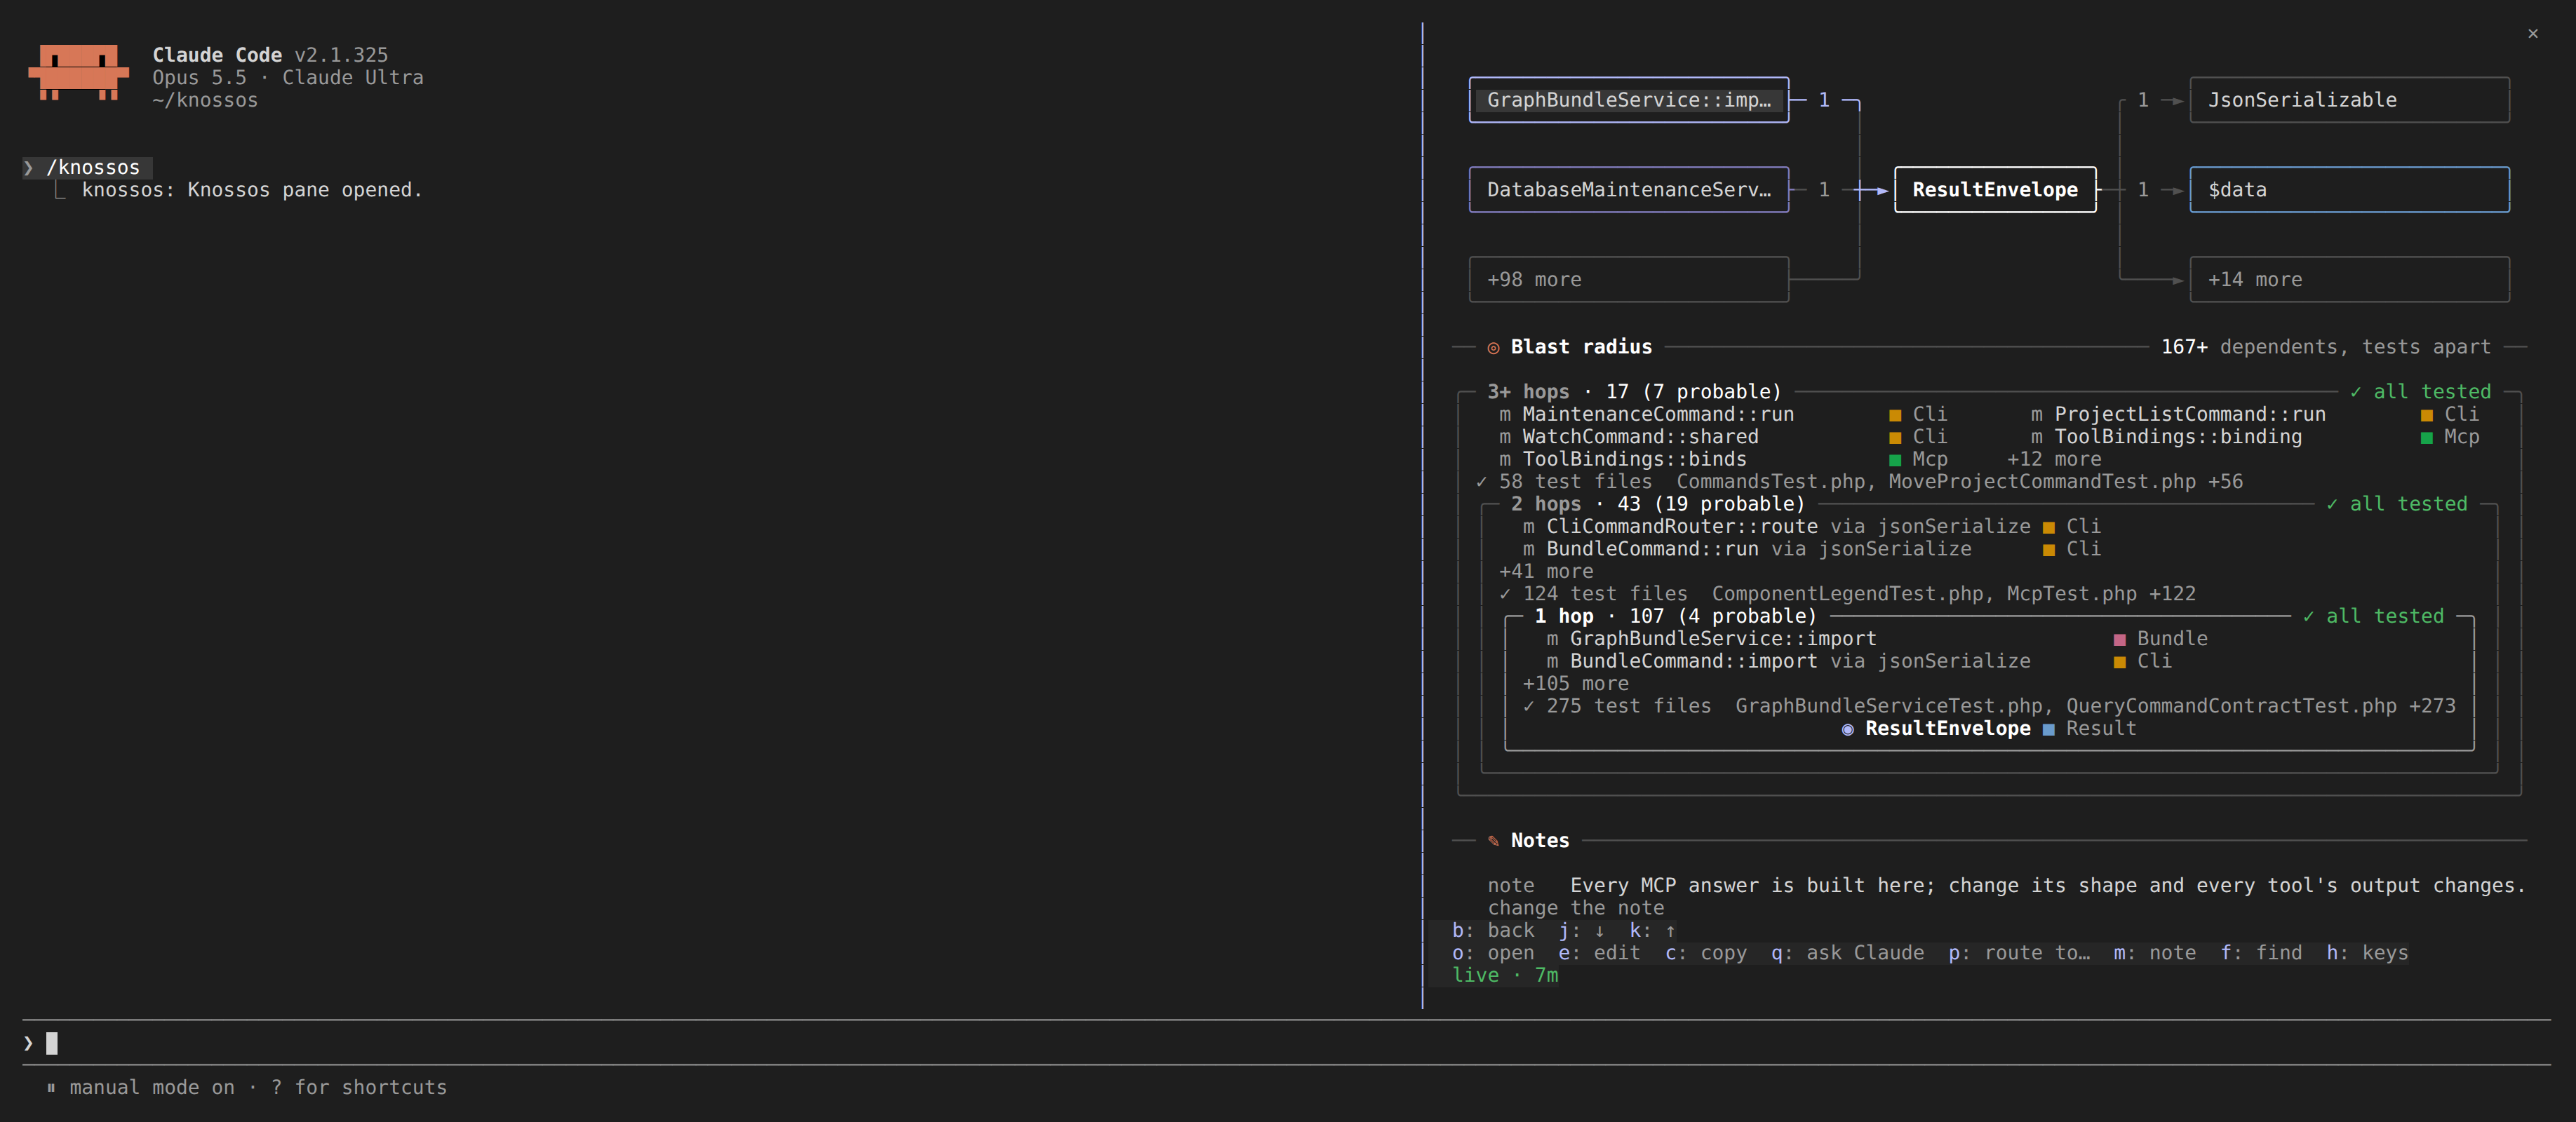 Claude Code v2.1.325
Opus 5.5 · Claude Ultra
~/knossos
❯ /knossos
knossos: Knossos pane opened.
×
GraphBundleService::imp… 1
1 JsonSerializable
DatabaseMaintenanceServ… 1
ResultEnvelope
1 $data
+98 more
+14 more
◎ Blast radius 167+ dependents, tests apart
3+ hops · 17 (7 probable) ✓ all tested
m MaintenanceCommand::run ■ Cli m ProjectListCommand::run ■ Cli
m WatchCommand::shared ■ Cli m ToolBindings::binding ■ Mcp
m ToolBindings::binds ■ Mcp +12 more
✓ 58 test files CommandsTest.php, MoveProjectCommandTest.php +56
2 hops · 43 (19 probable) ✓ all tested
m CliCommandRouter::route via jsonSerialize ■ Cli
m BundleCommand::run via jsonSerialize ■ Cli
+41 more
✓ 124 test files ComponentLegendTest.php, McpTest.php +122
1 hop · 107 (4 probable) ✓ all tested
m GraphBundleService::import ■ Bundle
m BundleCommand::import via jsonSerialize ■ Cli
+105 more
✓ 275 test files GraphBundleServiceTest.php, QueryCommandContractTest.php +273
◉ ResultEnvelope ■ Result
✎ Notes
note Every MCP answer is built here; change its shape and every tool's output changes.
change the note
b: back j: ↓ k: ↑
o: open e: edit c: copy q: ask Claude p: route to… m: note f: find h: keys
live · 7m
❯
⏸ manual mode on · ? for shortcuts